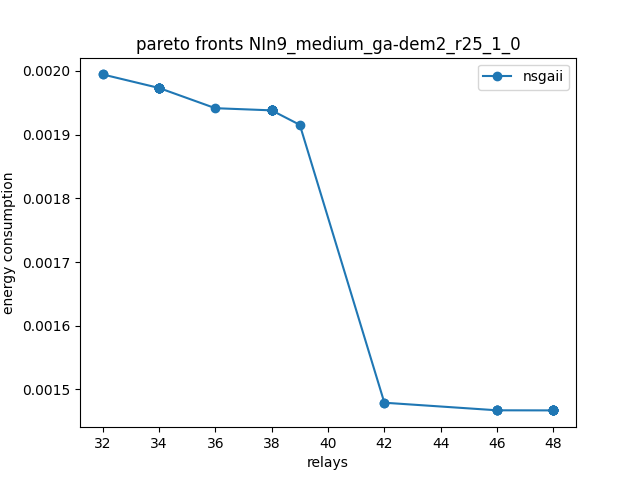 pareto fronts NIn9_medium_ga-dem2_r25_1_0
nsgaii
energy consumption
0.0020
0.0019
0.0018
0.0017
0.0016
0.0015
32 34 36 38 40 42 44 46 48
relays